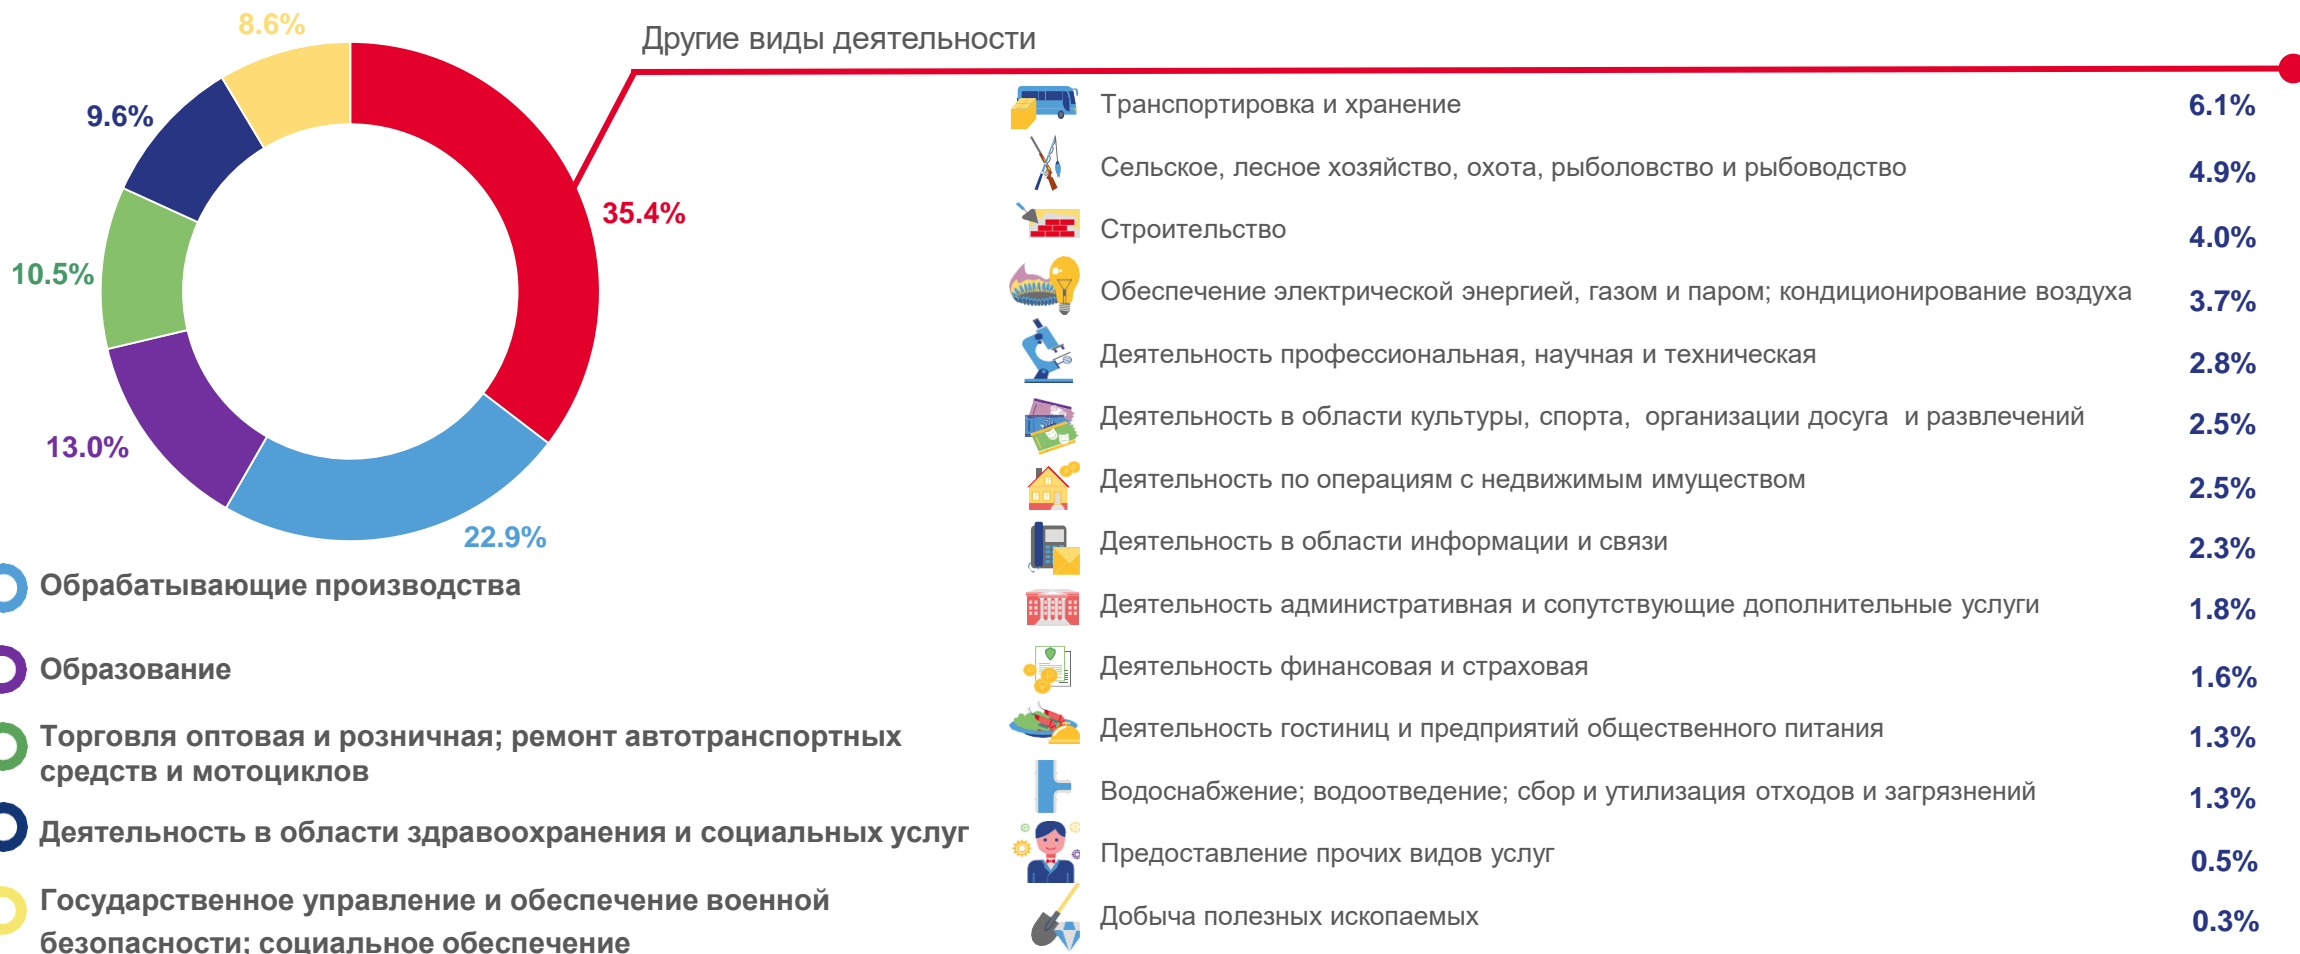 8.6%
9.6%
10.5%
13.0%
22.9%
35.4%
Обрабатывающие производства
Образование
Торговля оптовая и розничная; ремонт автотранспортных
средств и мотоциклов
Деятельность в области здравоохранения и социальных услуг
Государственное управление и обеспечение военной
безопасности; социальное обеспечение
Другие виды деятельности
Транспортировка и хранение 6.1%
Сельское, лесное хозяйство, охота, рыболовство и рыбоводство 4.9%
Строительство 4.0%
Обеспечение электрической энергией, газом и паром; кондиционирование воздуха 3.7%
Деятельность профессиональная, научная и техническая 2.8%
Деятельность в области культуры, спорта, организации досуга и развлечений 2.5%
Деятельность по операциям с недвижимым имуществом 2.5%
Деятельность в области информации и связи 2.3%
Деятельность административная и сопутствующие дополнительные услуги 1.8%
Деятельность финансовая и страховая 1.6%
Деятельность гостиниц и предприятий общественного питания 1.3%
Водоснабжение; водоотведение; сбор и утилизация отходов и загрязнений 1.3%
Предоставление прочих видов услуг 0.5%
Добыча полезных ископаемых 0.3%